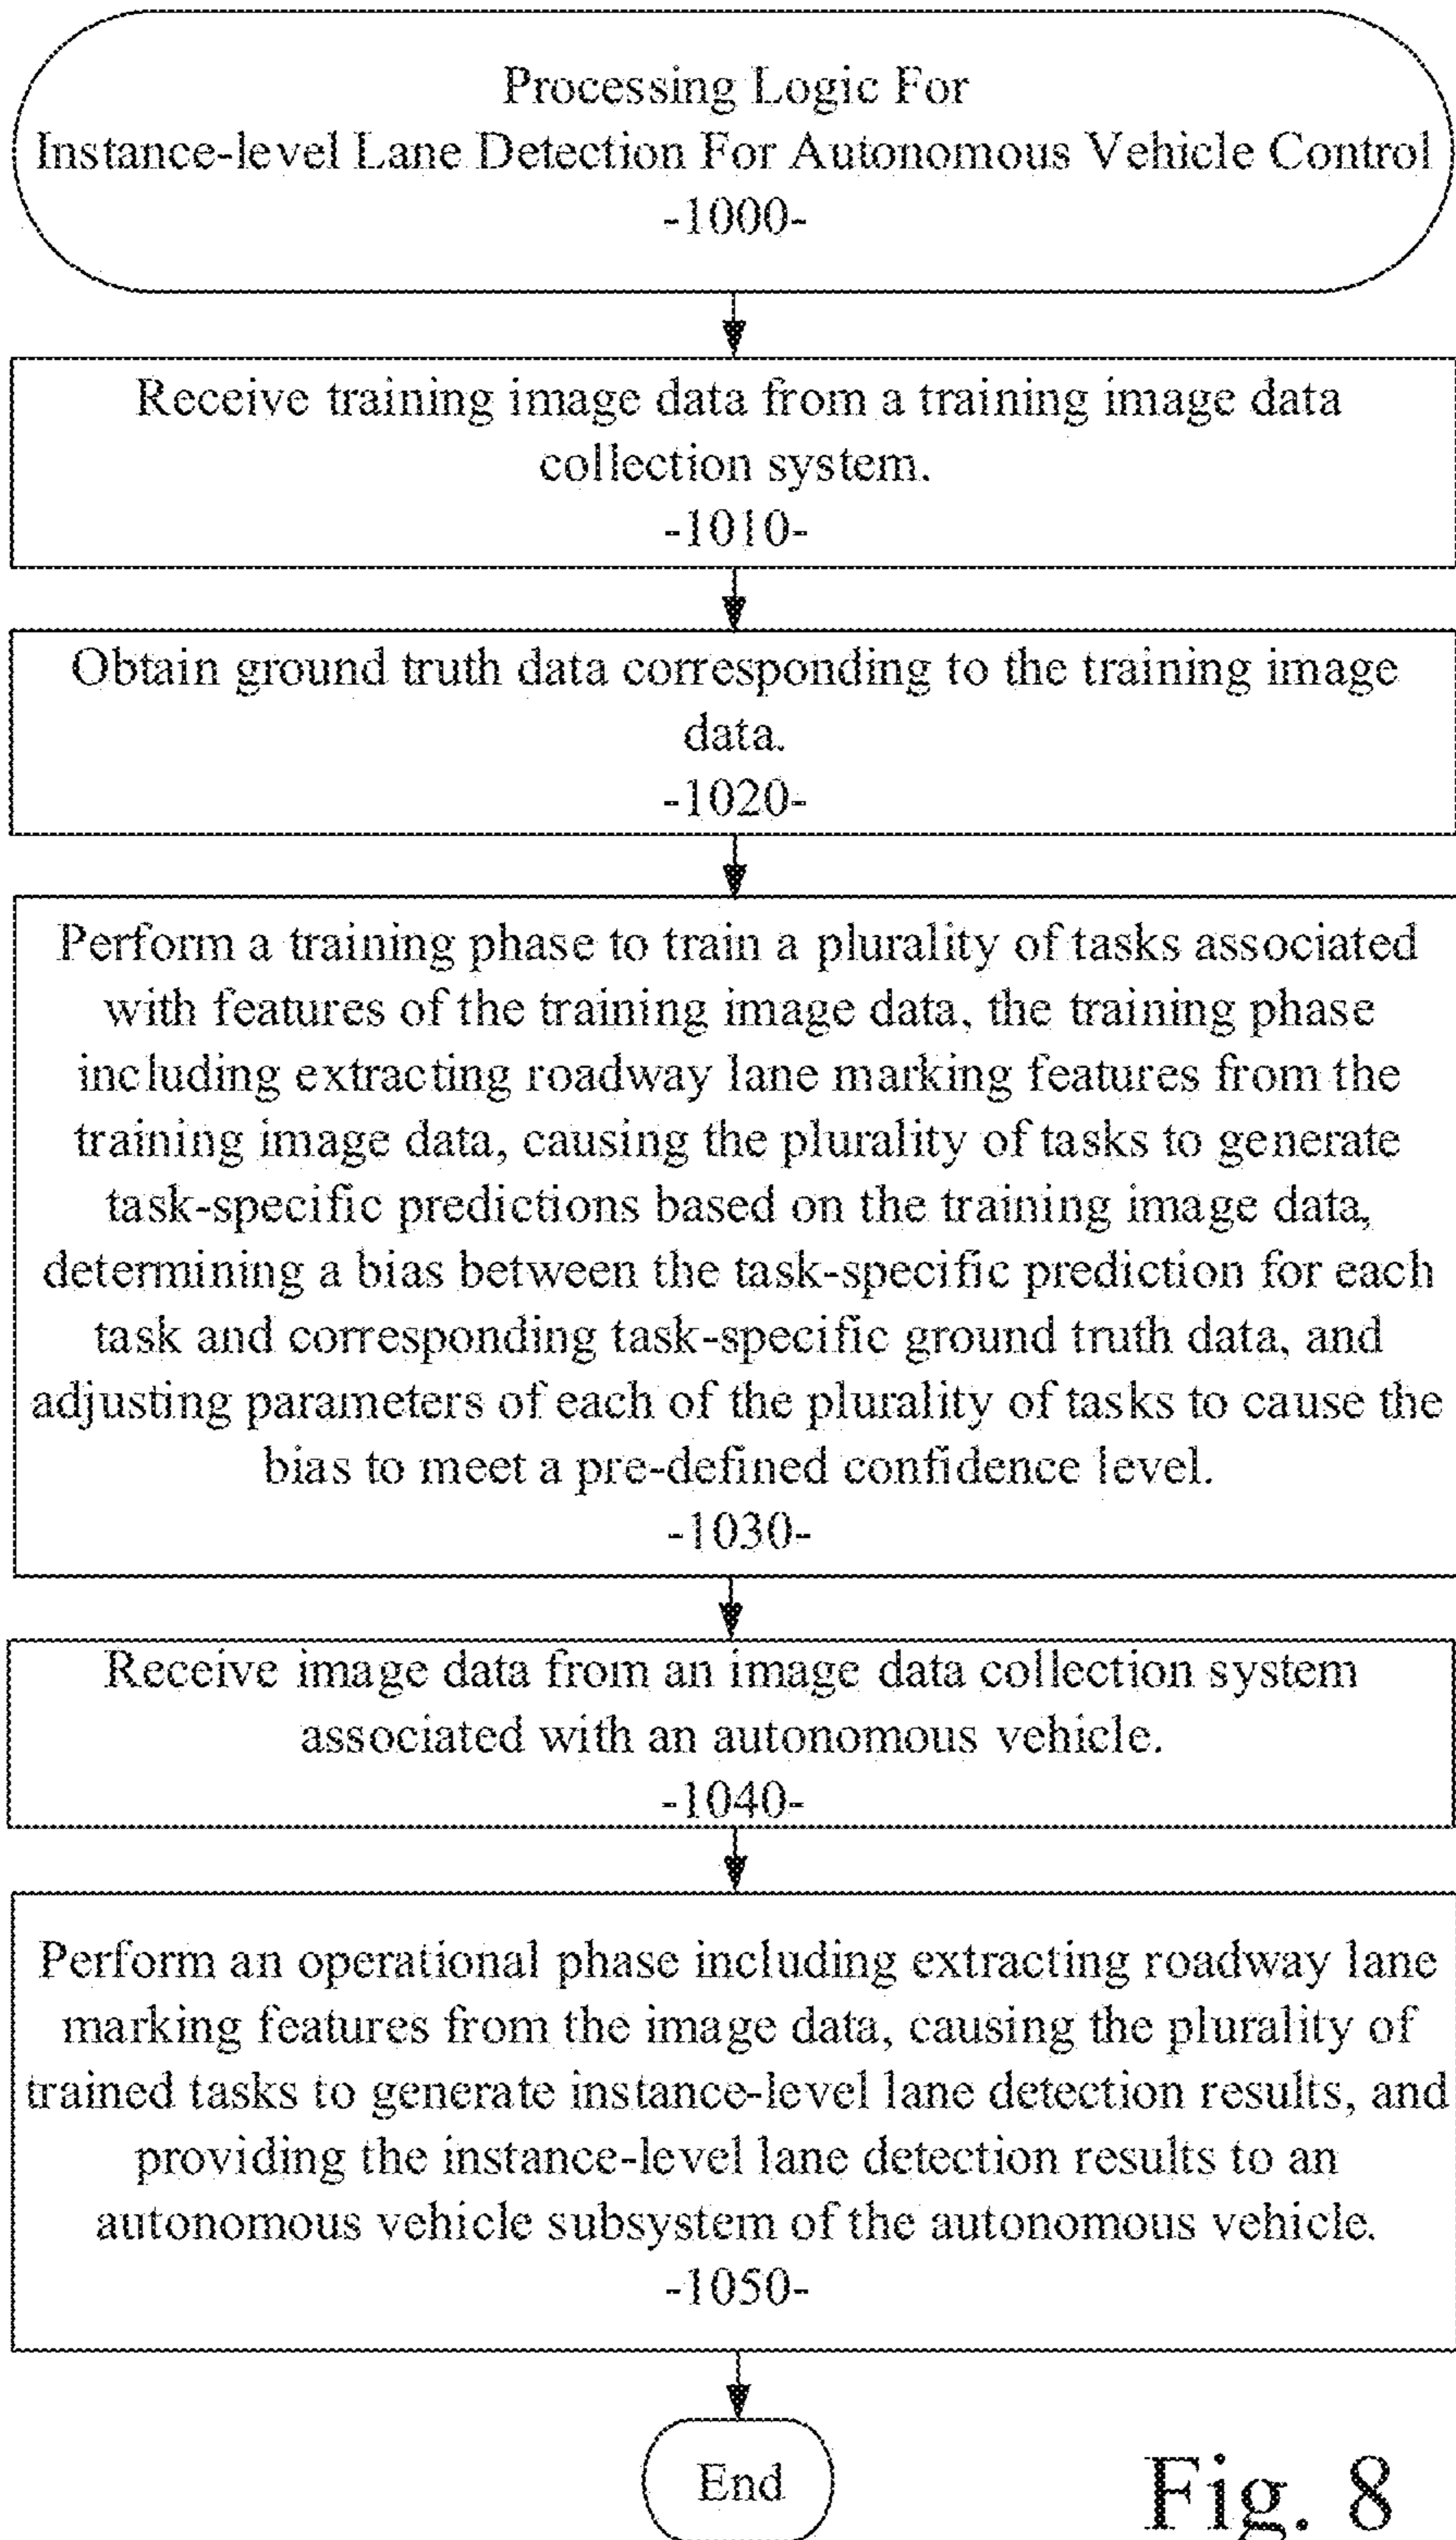 Processing Logic For
Instance-level Lane Detection For Autonomous Vehicle Control
-1000-
Receive training image data from a training image data
collection system.
-1010-
Obtain ground truth data corresponding to the training image
data.
-1020-
Perform a training phase to train a plurality of tasks associated
with features of the training image data, the training phase
including extracting roadway lane marking features from the
training image data, causing the plurality of tasks to generate
task-specific predictions based on the training image data,
determining a bias between the task-specific prediction for each
task and corresponding task-specific ground truth data, and
adjusting parameters of each of the plurality of tasks to cause the
bias to meet a pre-defined confidence level.
-1030-
Receive image data from an image data collection system
associated with an autonomous vehicle.
-1040-
Perform an operational phase including extracting roadway lane
marking features from the image data, causing the plurality of
trained tasks to generate instance-level lane detection results, and
providing the instance-level lane detection results to an
autonomous vehicle subsystem of the autonomous vehicle.
-1050-
End
Fig. 8